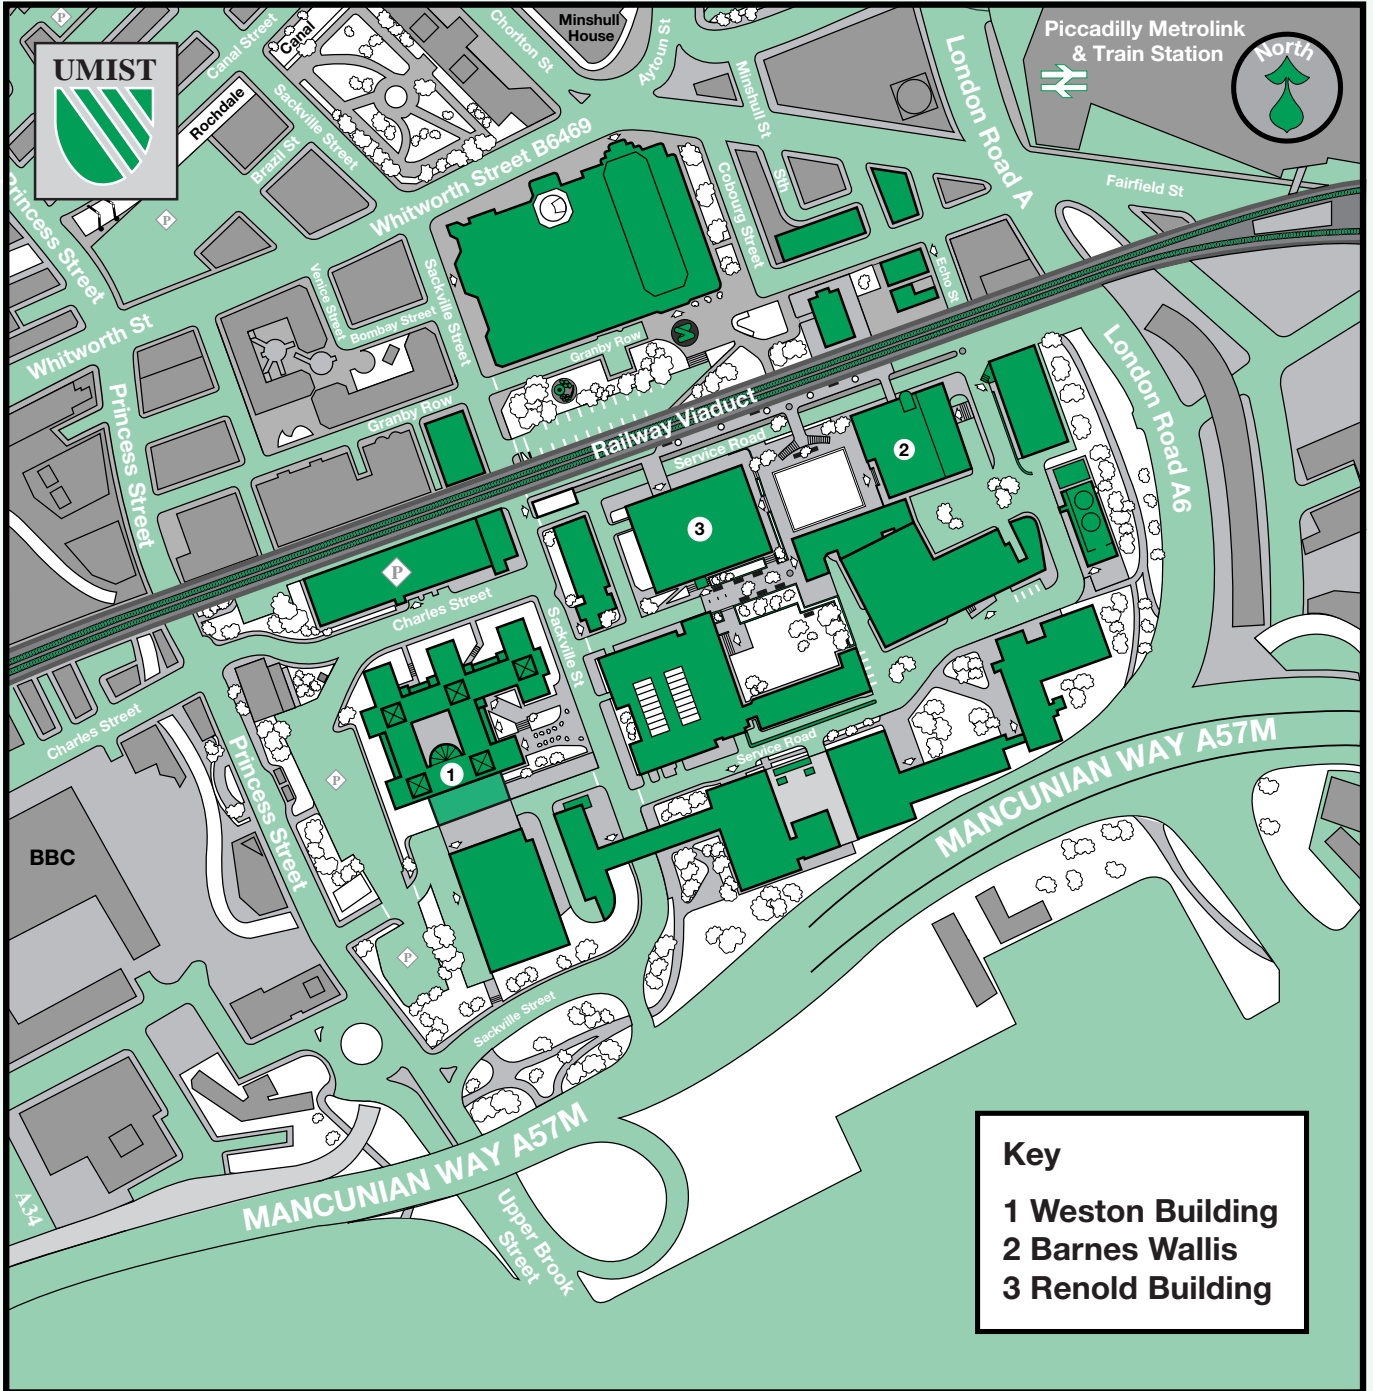 UMIST
P
Canal Street
Canal
Chorlton St
Minshull
House
Aytoun St
Minshull St
Sth
London Road A
Piccadilly Metrolink
& Train Station
North
Rochdale
Sackville Street
Brazil St
Whitworth Street B6469
Cobourg Street
Fairfield St
Princess Street
P
Venice Street
Bombay Street
Sackville Street
Echo St
Whitworth St
Granby Row
Granby Row
Princess Street
Railway Viaduct
Service Road
London Road A6
2
3
P
Charles Street
Sackville St
Charles Street
Princess Street
P
1
Service Road
MANCUNIAN WAY A57M
BBC
P
Sackville Street
MANCUNIAN WAY A57M
A34
Upper Brook
Street
Key
1 Weston Building
2 Barnes Wallis
3 Renold Building